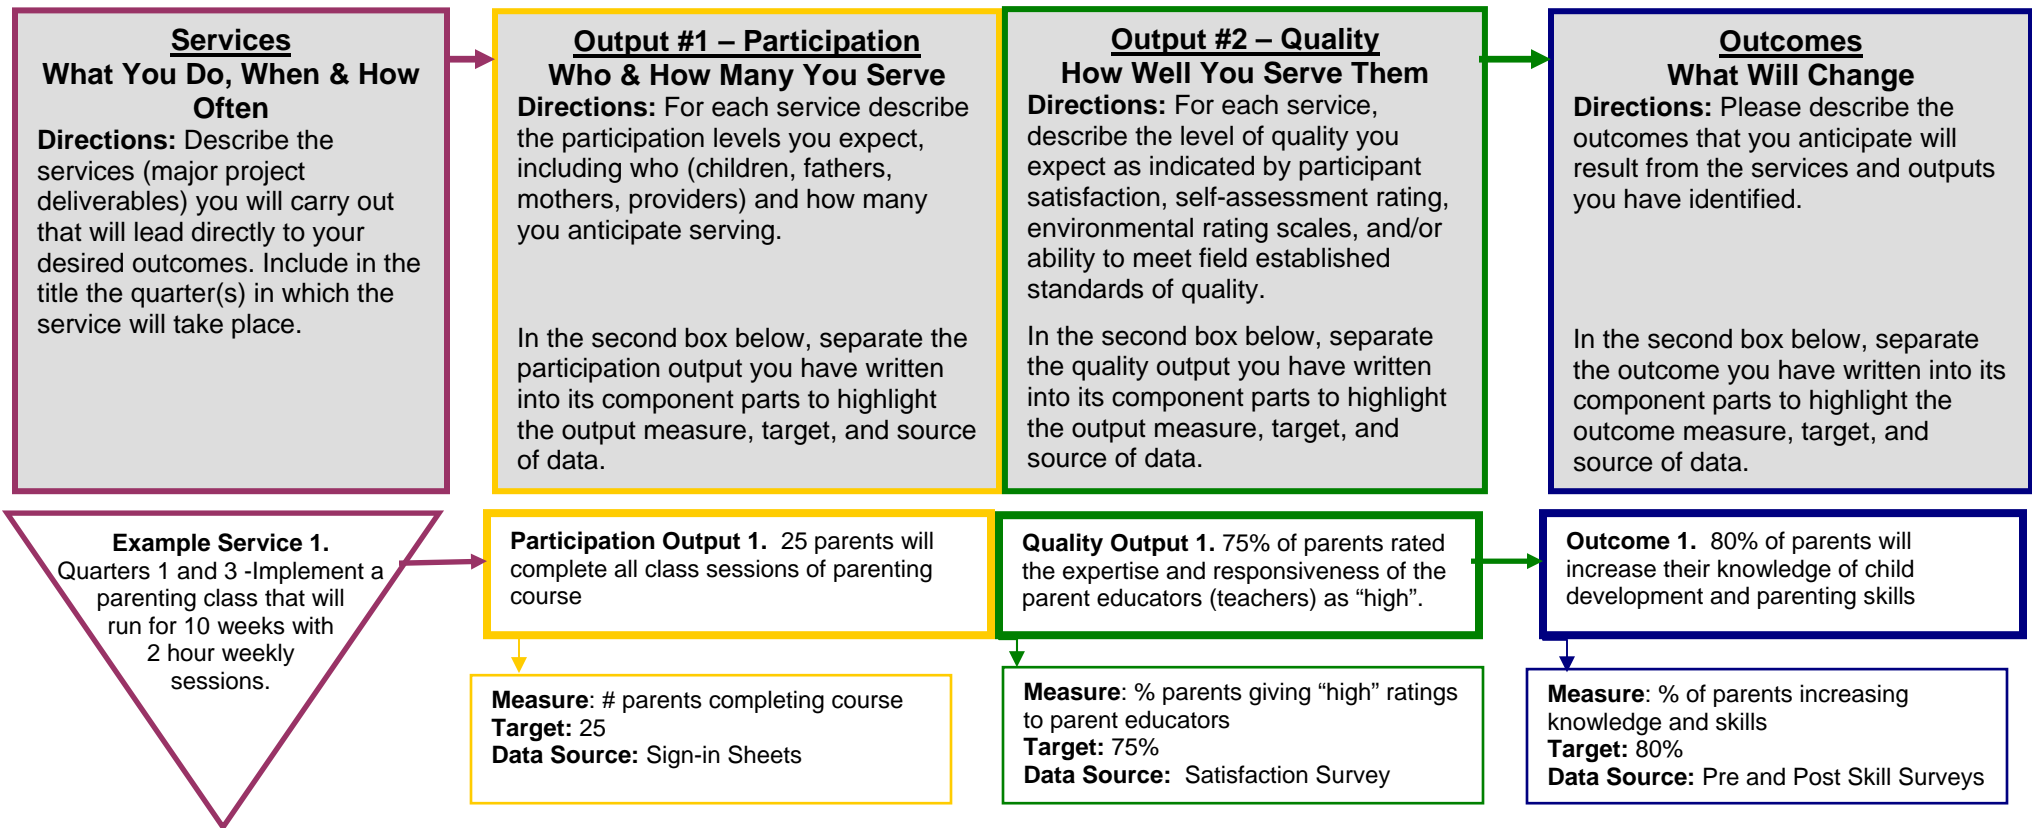 Services
What You Do, When & How
Often
Directions: Describe the
services (major project
deliverables) you will carry out
that will lead directly to your
desired outcomes. Include in the
title the quarter(s) in which the
service will take place.
Output #1 – Participation
Who & How Many You Serve
Directions: For each service describe
the participation levels you expect,
including who (children, fathers,
mothers, providers) and how many
you anticipate serving.
In the second box below, separate the
participation output you have written
into its component parts to highlight
the output measure, target, and source
of data.
Output #2 – Quality
How Well You Serve Them
Directions: For each service,
describe the level of quality you
expect as indicated by participant
satisfaction, self-assessment rating,
environmental rating scales, and/or
ability to meet field established
standards of quality.
In the second box below, separate
the quality output you have written
into its component parts to highlight
the output measure, target, and
source of data.
Outcomes
What Will Change
Directions: Please describe the
outcomes that you anticipate will
result from the services and outputs
you have identified.
In the second box below, separate
the outcome you have written into its
component parts to highlight the
outcome measure, target, and
source of data.
Example Service 1.
Quarters 1 and 3 -Implement a
parenting class that will
run for 10 weeks with
2 hour weekly
sessions.
Participation Output 1.  25 parents will
complete all class sessions of parenting
course
Quality Output 1. 75% of parents rated
the expertise and responsiveness of the
parent educators (teachers) as “high”.
Outcome 1.  80% of parents will
increase their knowledge of child
development and parenting skills
Measure: # parents completing course
Target: 25
Data Source: Sign-in Sheets
Measure: % parents giving “high” ratings
to parent educators
Target: 75%
Data Source:  Satisfaction Survey
Measure: % of parents increasing
knowledge and skills
Target: 80%
Data Source: Pre and Post Skill Surveys